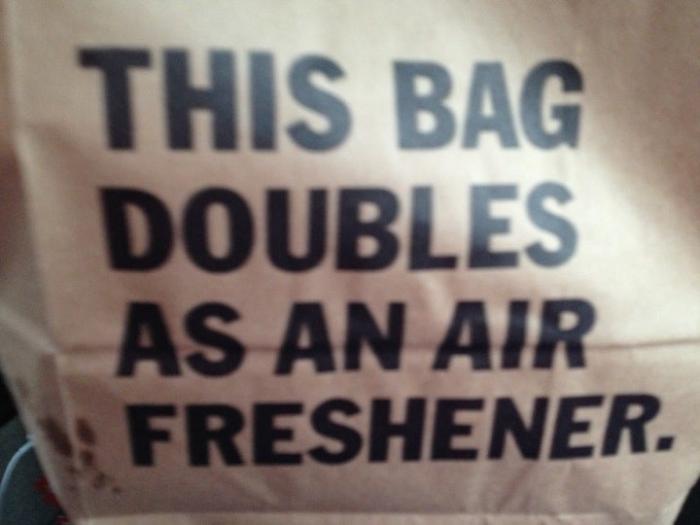 THIS BAG
DOUBLES
AS AN AIR
FRESHENER.